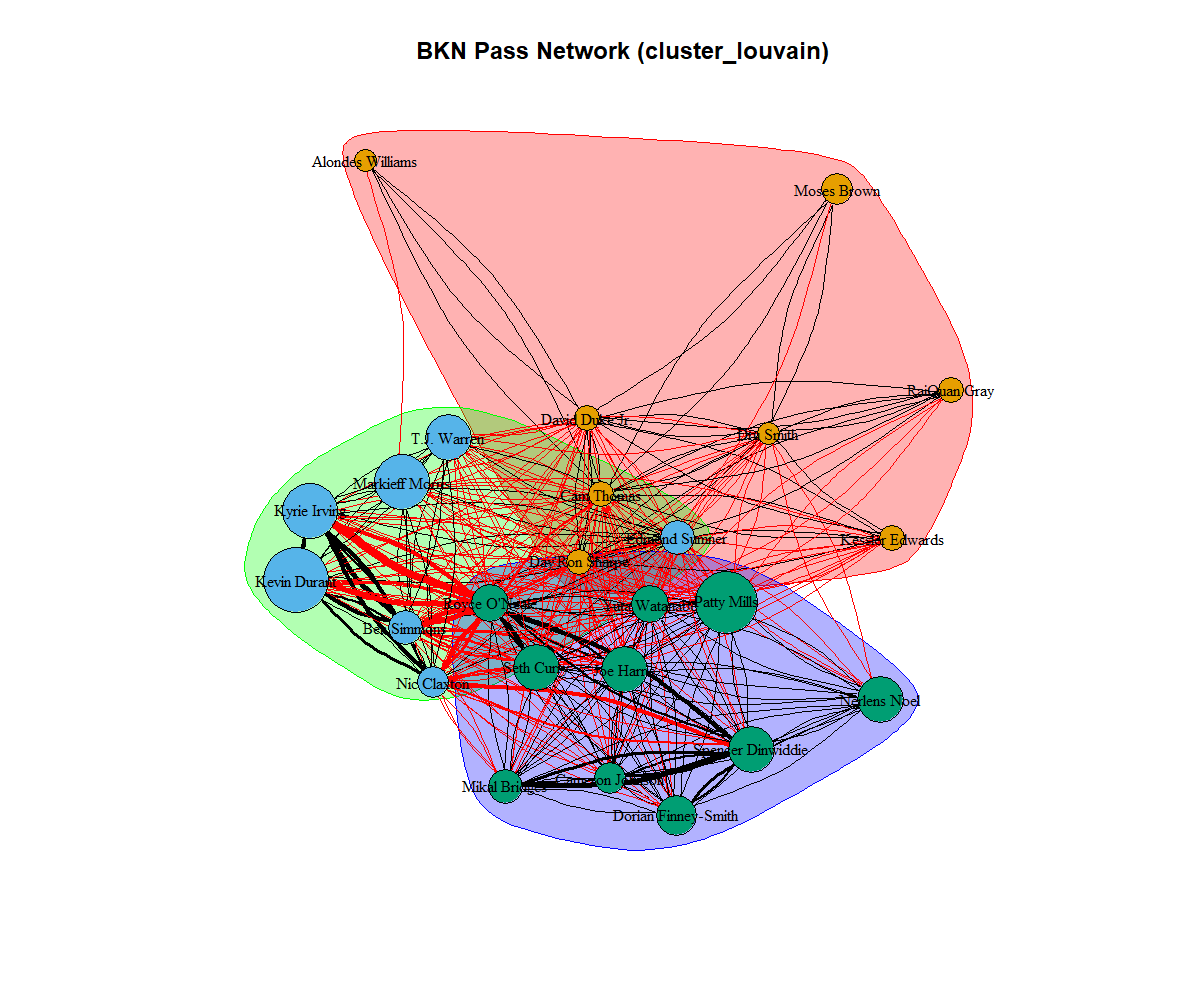 BKN Pass Network (cluster_louvain)
Alondes Williams
Moses Brown
RaiQuan Gray
David Duke Jr.
Dru Smith
T.J. Warren
Markieff Morris
Cam Thomas
Kyrie Irving
Edmond Sumner
Kessler Edwards
Day'Ron Sharpe
Kevin Durant
Royce O'Neale
Yuta Watanabe
Patty Mills
Ben Simmons
Seth Curry
Joe Harris
Nic Claxton
Nerlens Noel
Spencer Dinwiddie
Mikal Bridges
Cameron Johnson
Dorian Finney-Smith